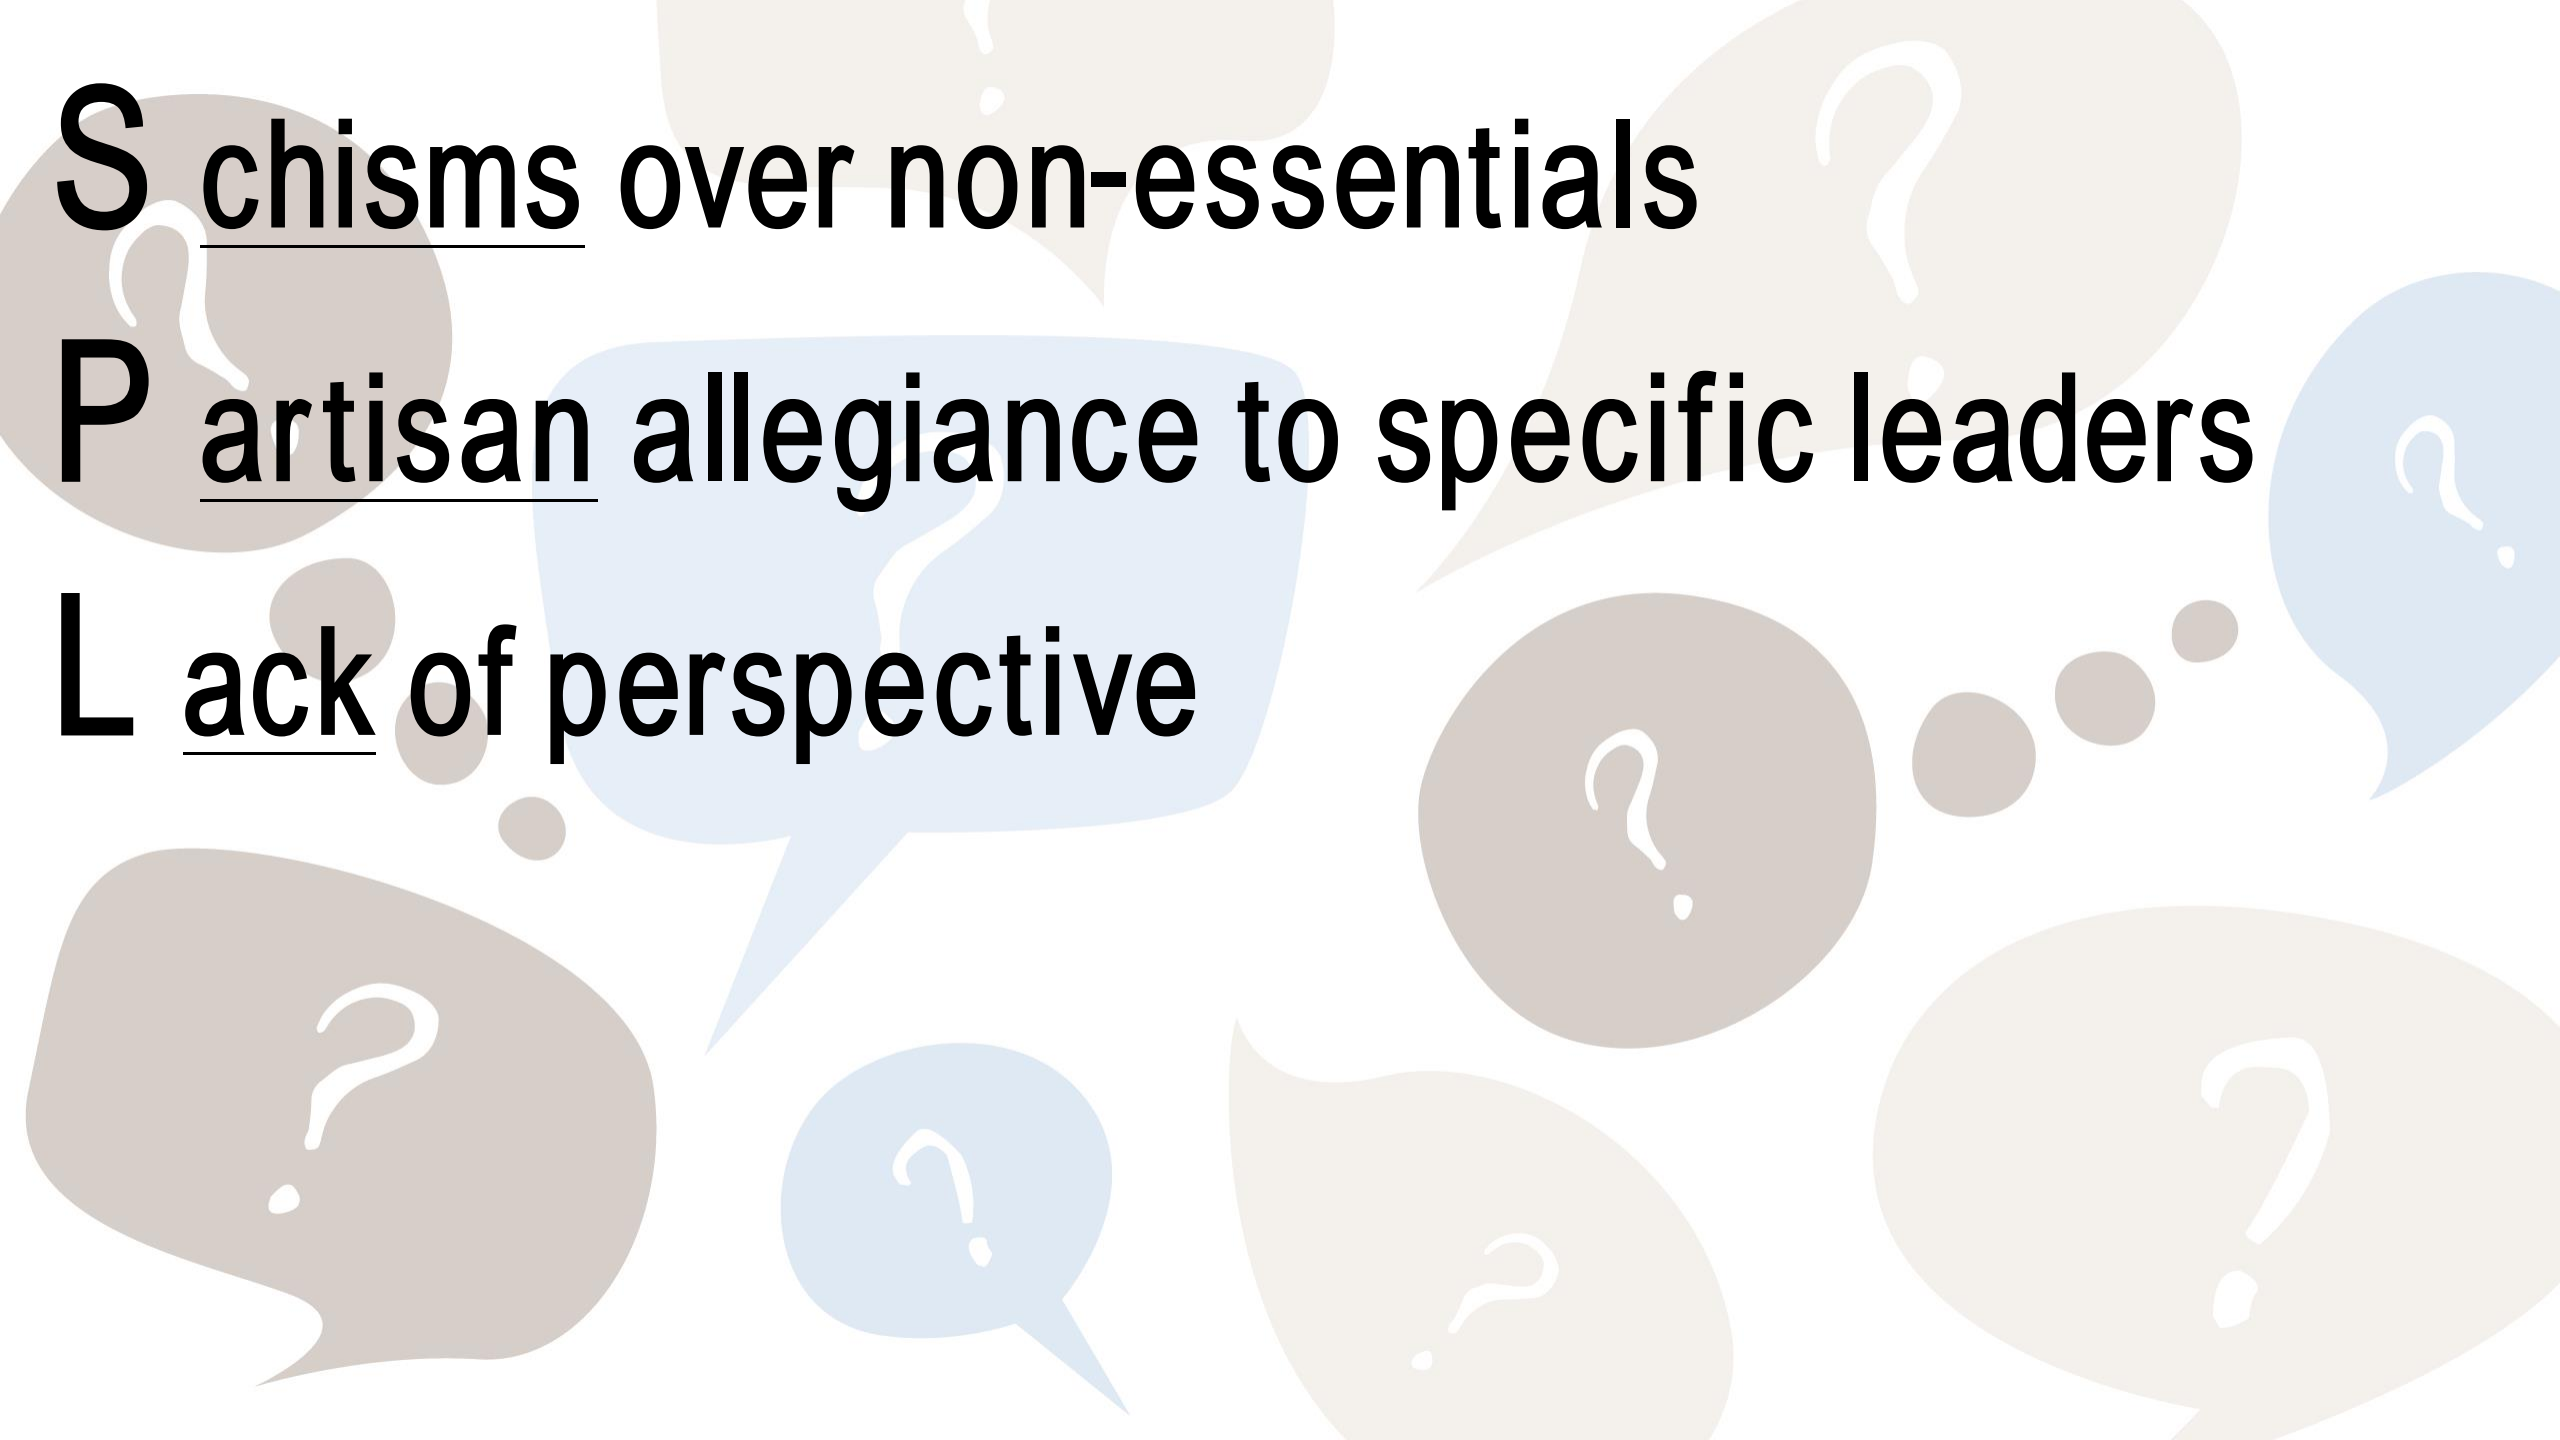 S chisms over non-essentials
P artisan allegiance to specific leaders
L ack of perspective